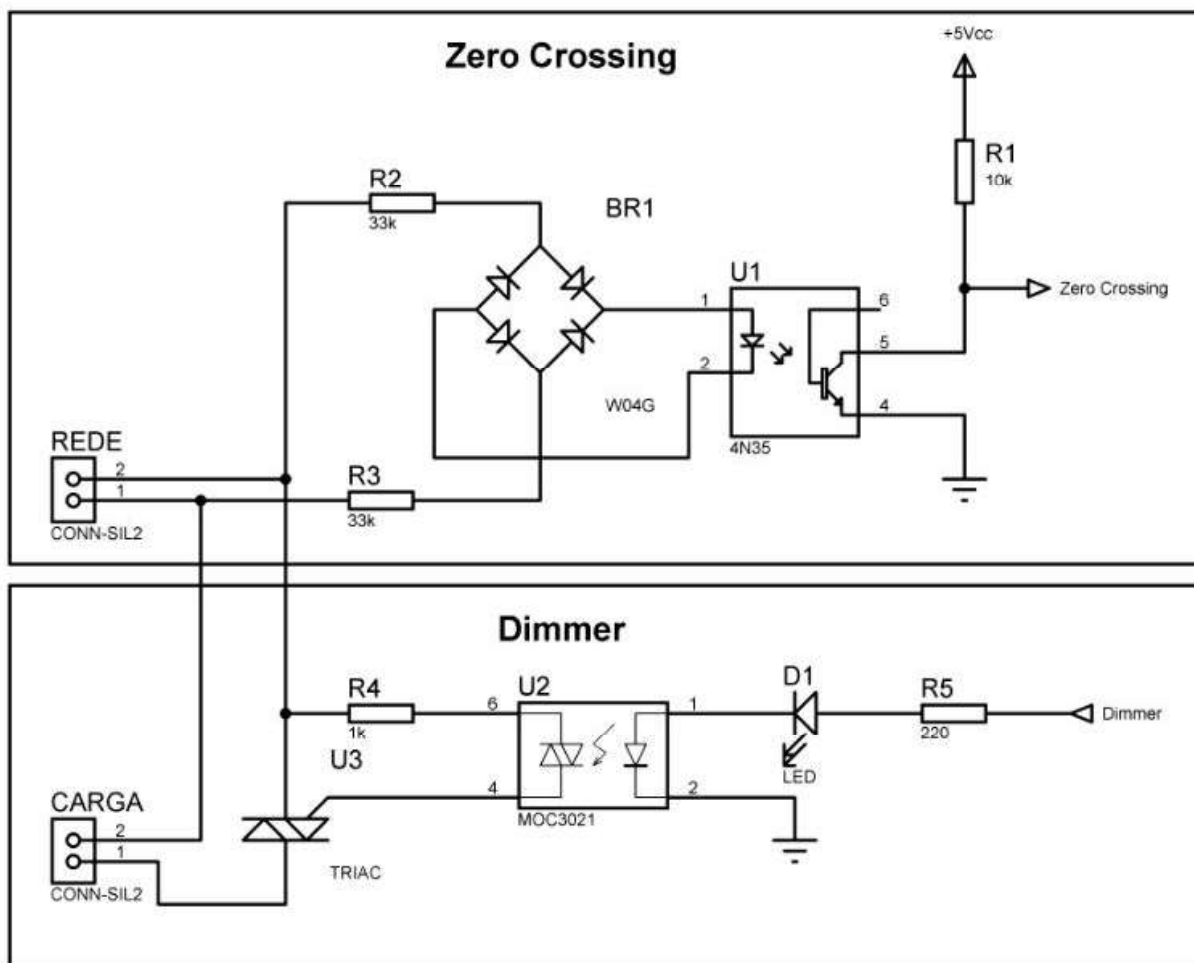 Zero Crossing
+5Vcc
R1
10k
R2
33k
BR1
U1
1
2
6
5
4
Zero Crossing
W04G
4N35
REDE
2
1
CONN-SIL2
R3
33k
Dimmer
R4
1k
U2
6
1
4
2
MOC3021
D1
LED
R5
220
Dimmer
U3
TRIAC
CARGA
2
1
CONN-SIL2